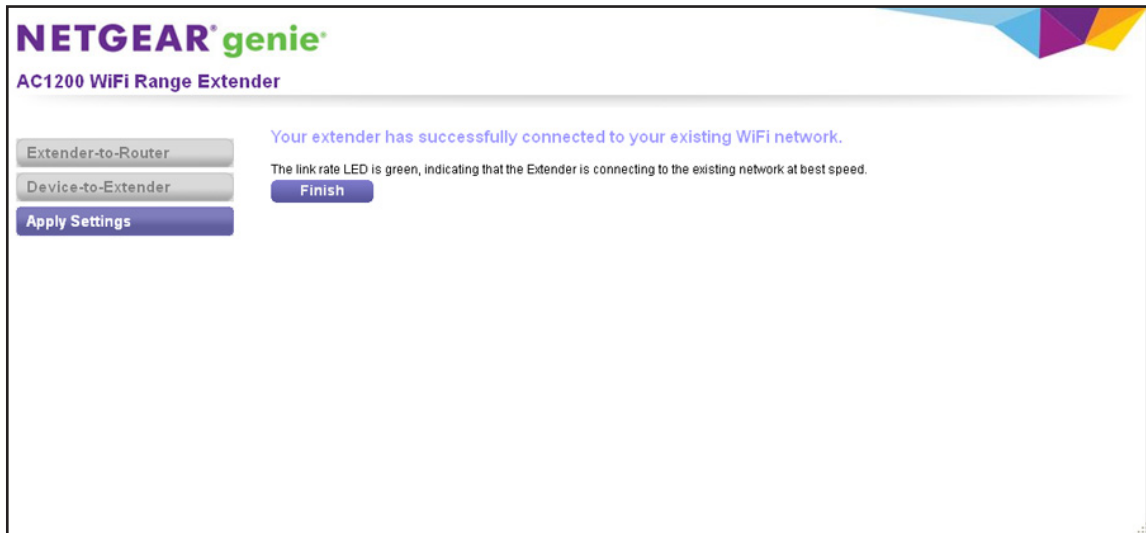 NETGEAR® genie®
AC1200 WiFi Range Extender
Extender-to-Router
Device-to-Extender
Apply Settings
Your extender has successfully connected to your existing WiFi network.
The link rate LED is green, indicating that the Extender is connecting to the existing network at best speed.
Finish